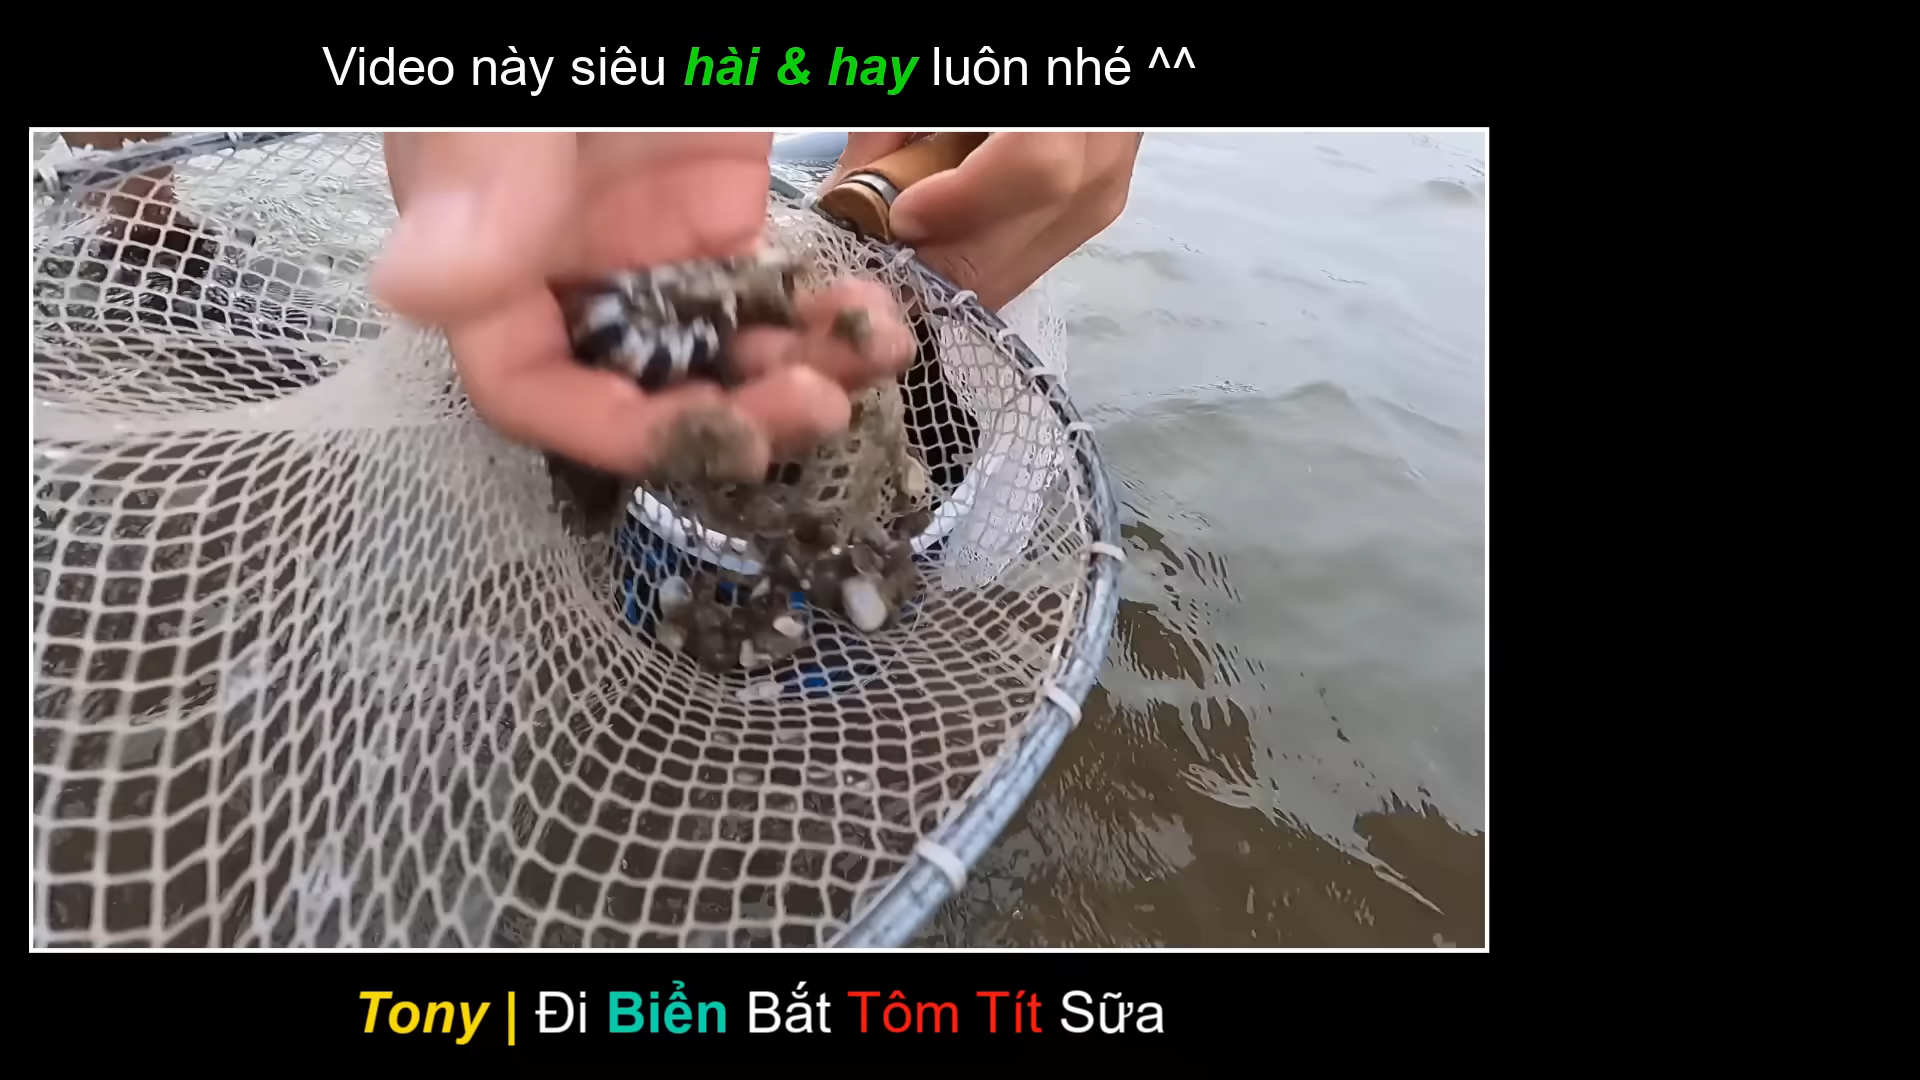 Video này siêu hài & hay luôn nhé ^^
Tony | Đi Biển Bắt Tôm Tít Sữa